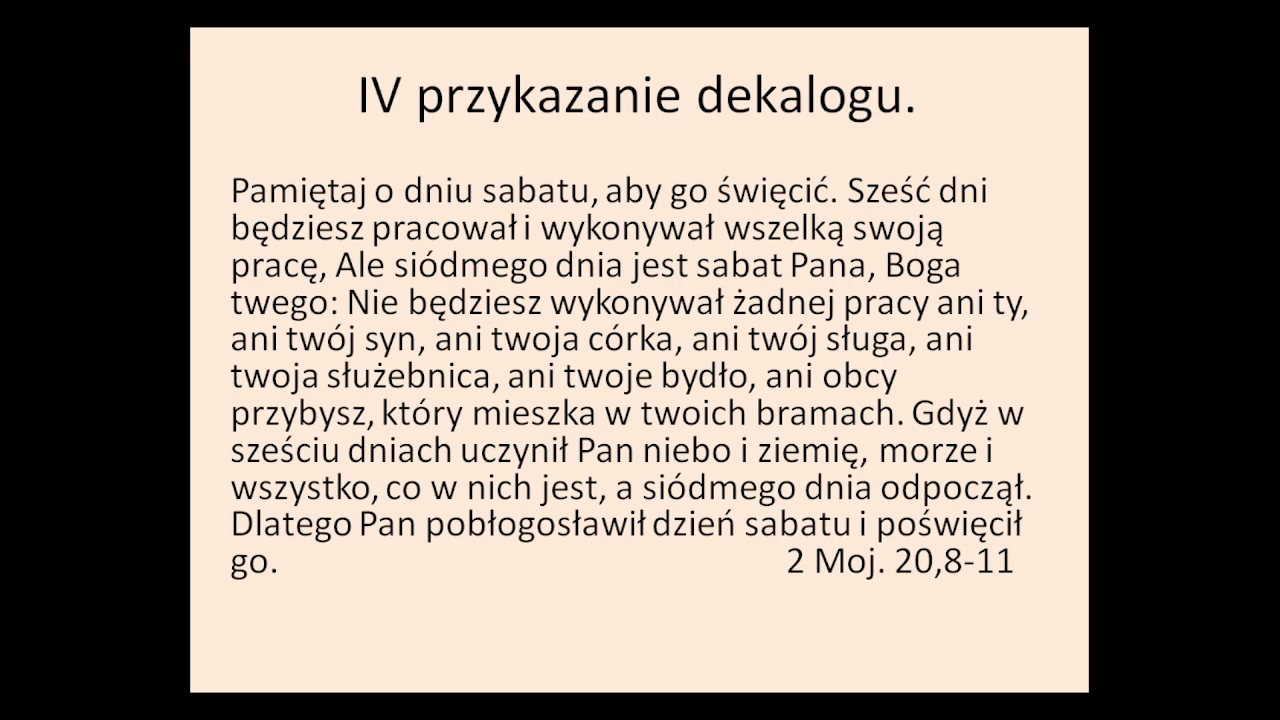 IV przykazanie dekalogu.
Pamiętaj o dniu sabatu, aby go święcić. Sześć dni
będziesz pracował i wykonywał wszelką swoją
pracę, Ale siódmego dnia jest sabat Pana, Boga
twego: Nie będziesz wykonywał żadnej pracy ani ty,
ani twój syn, ani twoja córka, ani twój sługa, ani
twoja służebnica, ani twoje bydło, ani obcy
przybysz, który mieszka w twoich bramach. Gdyż w
sześciu dniach uczynił Pan niebo i ziemię, morze i
wszystko, co w nich jest, a siódmego dnia odpoczął.
Dlatego Pan pobłogosławił dzień sabatu i poświęcił
go. 2 Moj. 20,8-11